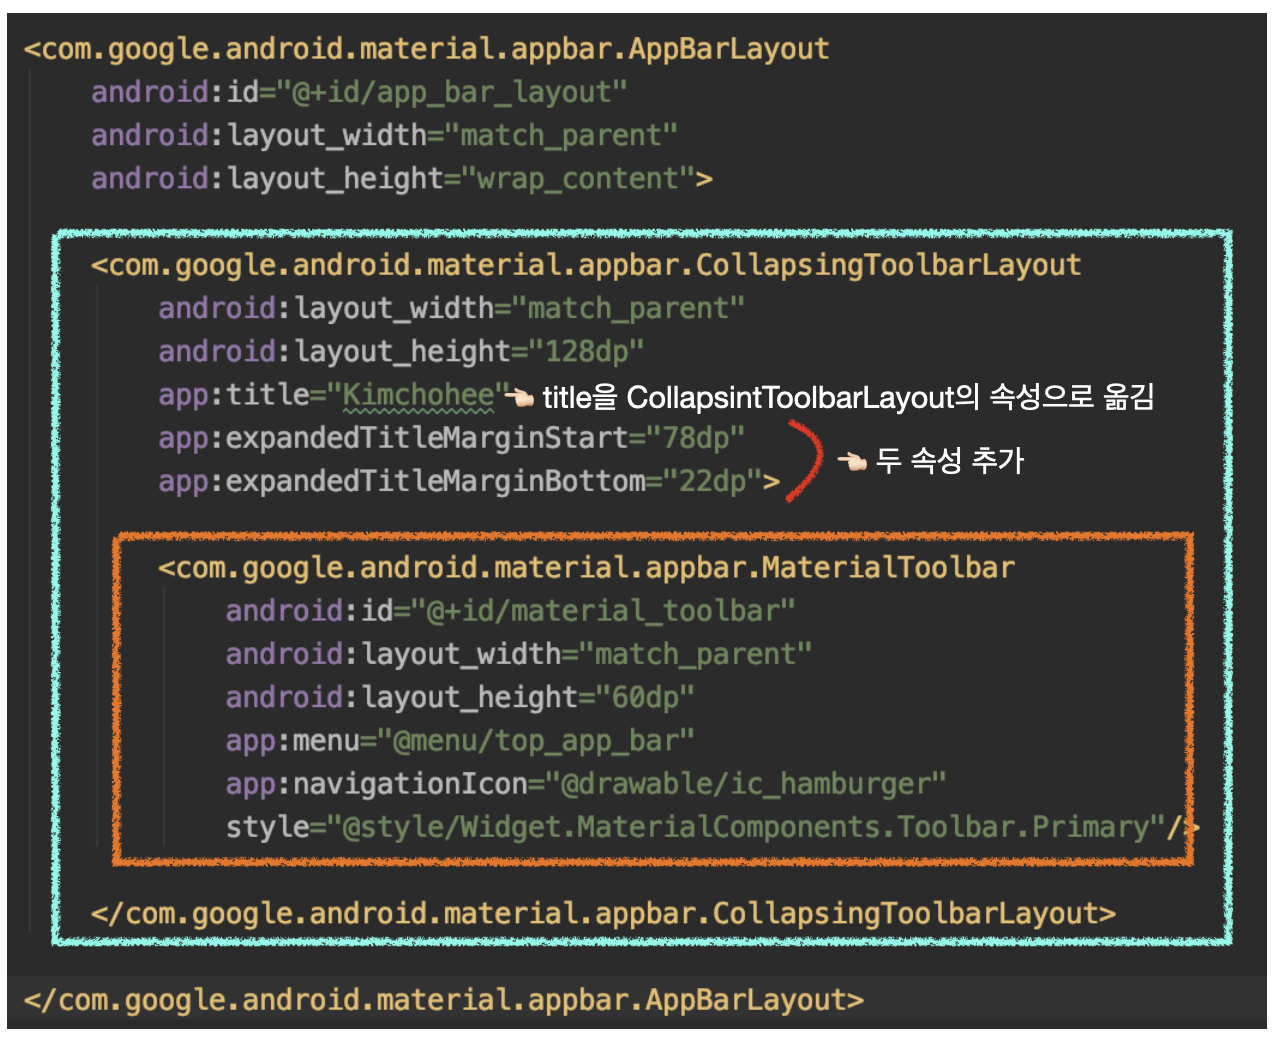 <com.google.android.material.appbar.AppBarLayout
android:id="@+id/app_bar_layout"
android:layout_width="match_parent"
android:layout_height="wrap_content">
<com.google.android.material.appbar.CollapsingToolbarLayout
android:layout_width="match_parent"
android:layout_height="128dp"
app:title="Kimchohee" 👈🏻 title을 CollapsintToolbarLayout의 속성으로 옮김
app:expandedTitleMarginStart="78dp"
👈🏻 두 속성 추가
app:expandedTitleMarginBottom="22dp">
<com.google.android.material.appbar.MaterialToolbar
android:id="@+id/material_toolbar"
android:layout_width="match_parent"
android:layout_height="60dp"
app:menu="@menu/top_app_bar"
app:navigationIcon="@drawable/ic_hamburger"
style="@style/Widget.MaterialComponents.Toolbar.Primary"/>
</com.google.android.material.appbar.CollapsingToolbarLayout>
</com.google.android.material.appbar.AppBarLayout>